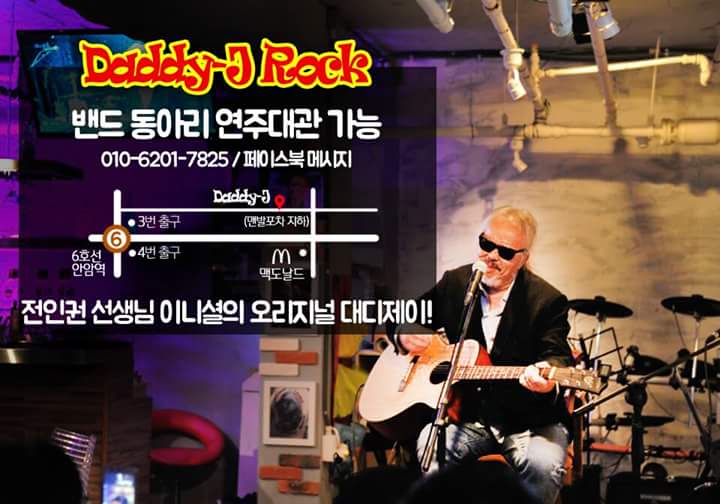 Daddy-J Rock
밴드 동아리 연주대관 가능
010-6201-7825 / 페이스북 메시지
Daddy-J
3번 출구
(맨발포차 지하)
6
6호선
안암역
4번 출구
맥도날드
전인권 선생님 이니셜의 오리지널 대디제이!